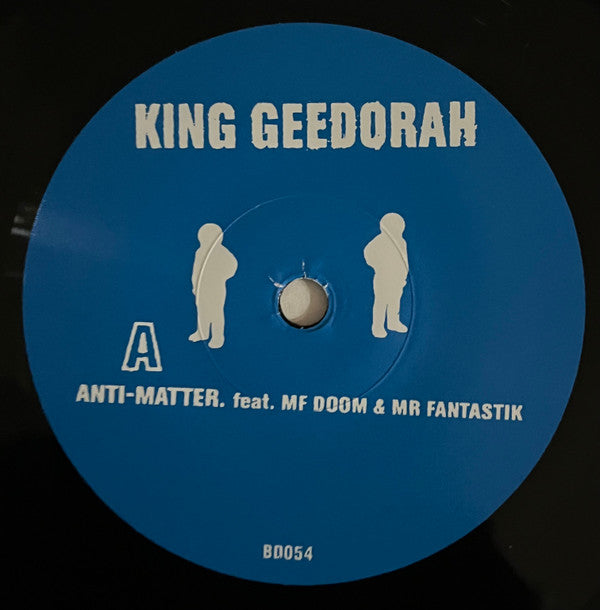 KING GEEDORAH
A
ANTI-MATTER. feat. MF DOOM & MR FANTASTIK
BD054